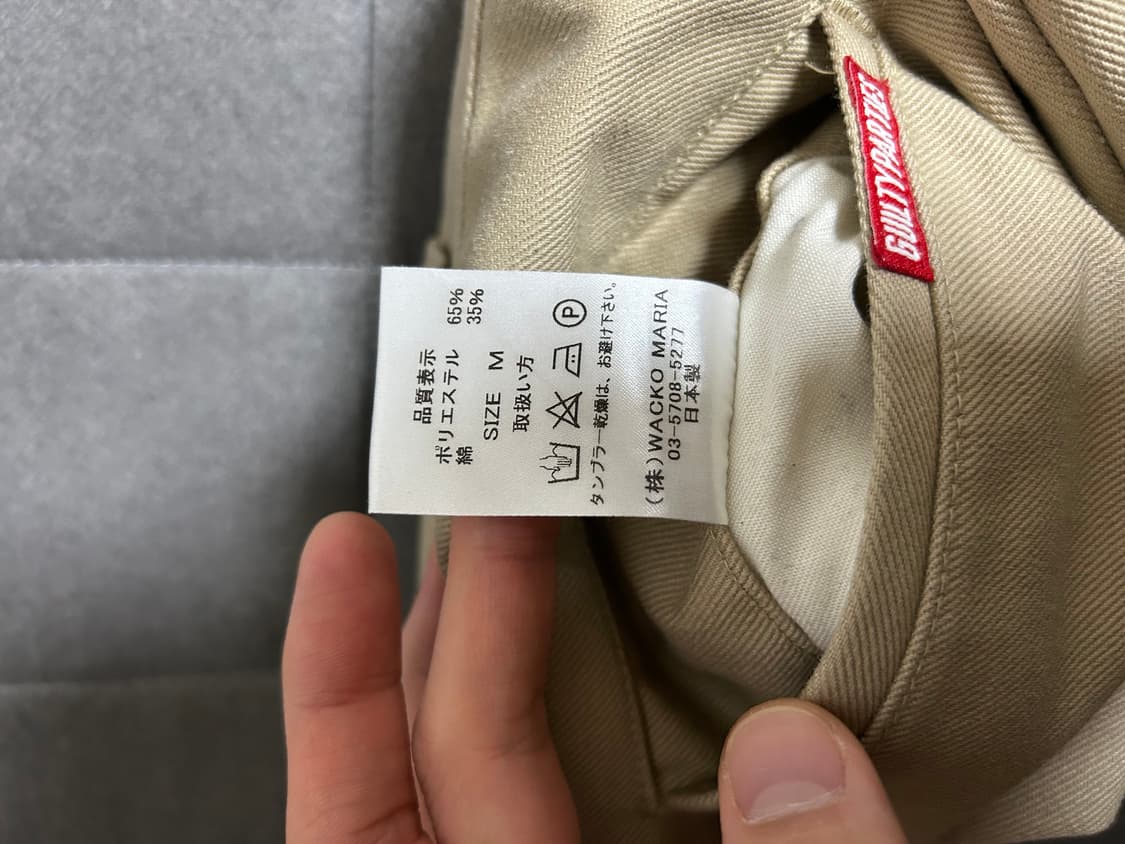 品質表示
ポリエステル 65%
綿 35%
SIZE M
取扱い方
P
タンブラー乾燥は、お避け下さい。
(株)WACKO MARIA
03-5708-5277
日本製
GUILTYPARTIES